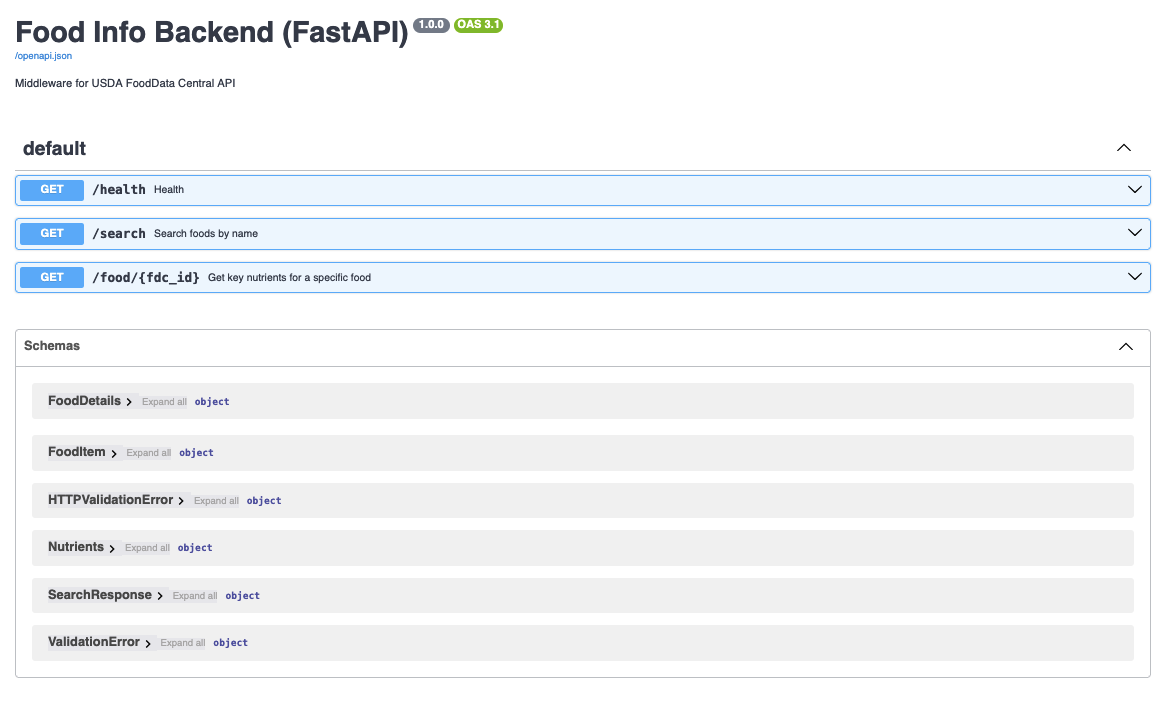 Food Info Backend (FastAPI) 1.0.0 OAS 3.1
/openapi.json
Middleware for USDA FoodData Central API
default
GET /health Health
GET /search Search foods by name
GET /food/{fdc_id} Get key nutrients for a specific food
Schemas
FoodDetails Expand all object
FoodItem Expand all object
HTTPValidationError Expand all object
Nutrients Expand all object
SearchResponse Expand all object
ValidationError Expand all object